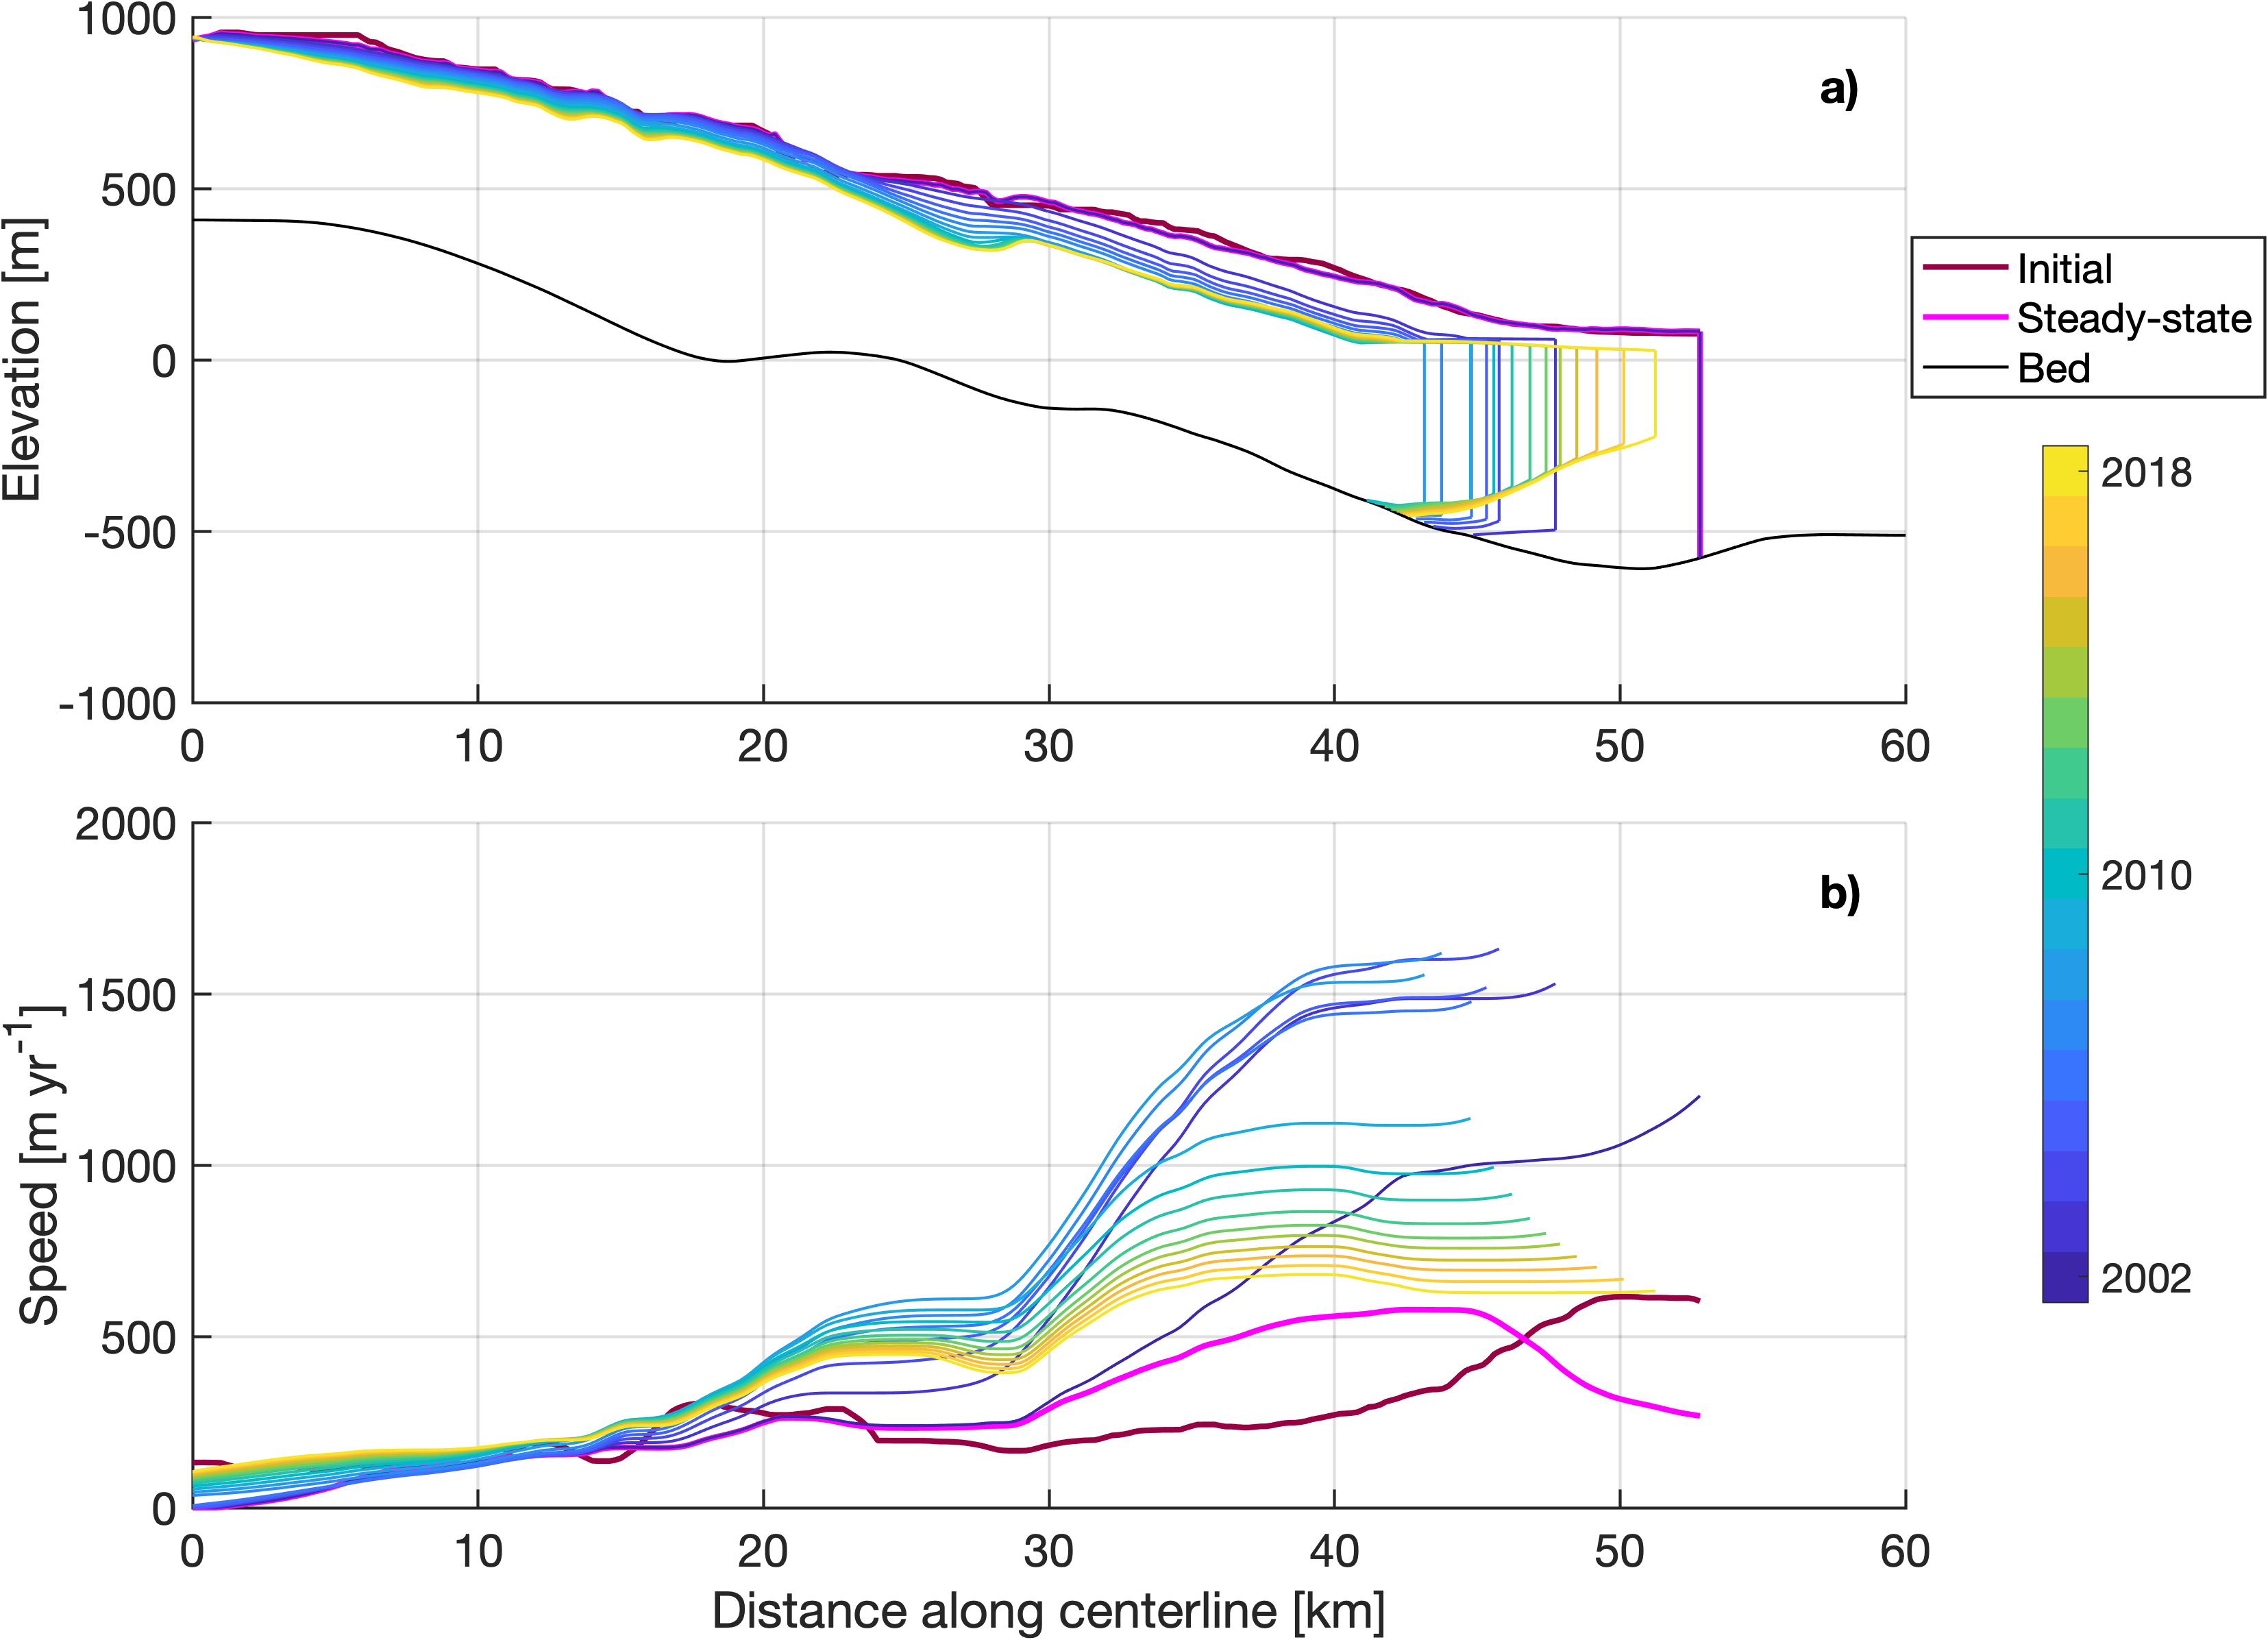 1000
500
0
-500
-1000
Elevation [m]
a)
0 10 20 30 40 50 60
Initial
Steady-state
Bed
2018
2010
2002
2000
1500
1000
500
0
Speed [m yr-1]
b)
0 10 20 30 40 50 60
Distance along centerline [km]